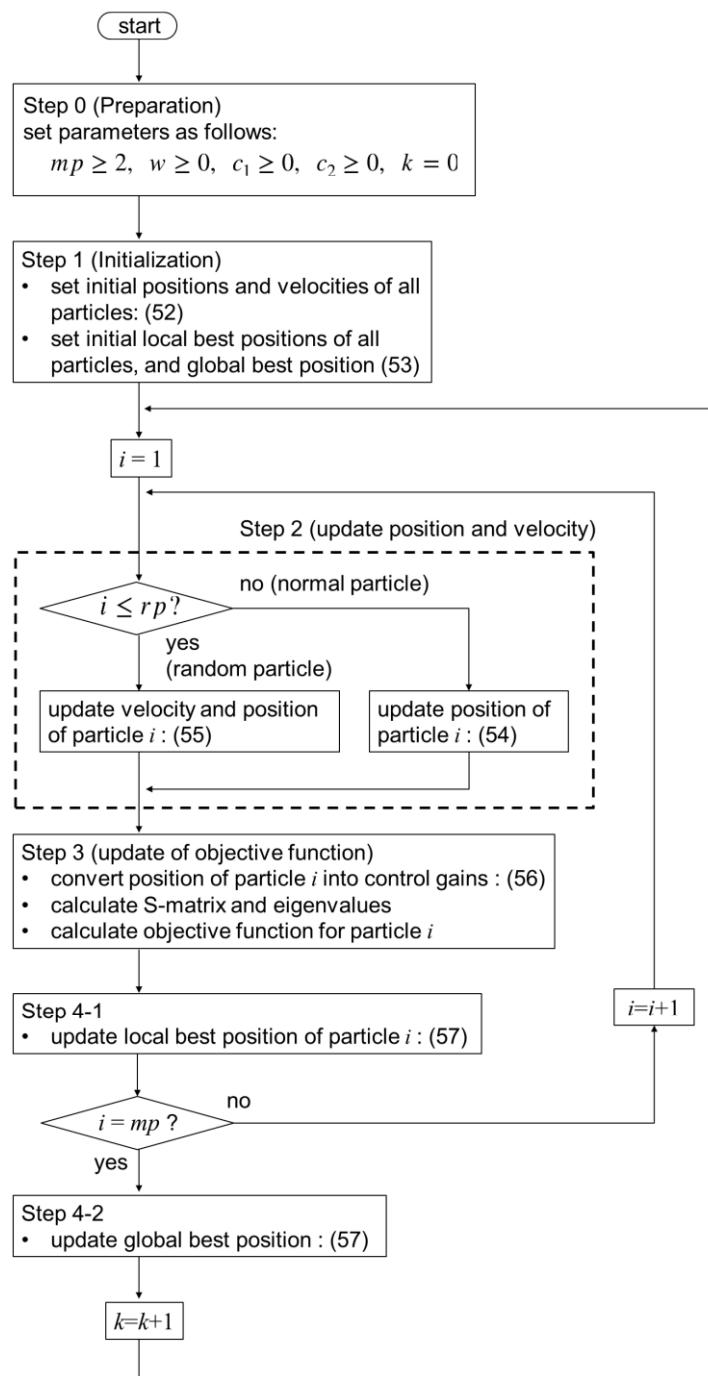 start
Step 0 (Preparation)
set parameters as follows:
mp ≥ 2, w ≥ 0, c₁ ≥ 0, c₂ ≥ 0, k = 0
Step 1 (Initialization)
• set initial positions and velocities of all
particles: (52)
• set initial local best positions of all
particles, and global best position (53)
i = 1
Step 2 (update position and velocity)
no (normal particle)
i ≤ rp?
yes
(random particle)
update velocity and position
of particle i : (55)
update position of
particle i : (54)
Step 3 (update of objective function)
• convert position of particle i into control gains : (56)
• calculate S-matrix and eigenvalues
• calculate objective function for particle i
i=i+1
Step 4-1
• update local best position of particle i : (57)
no
i = mp ?
yes
Step 4-2
• update global best position : (57)
k=k+1